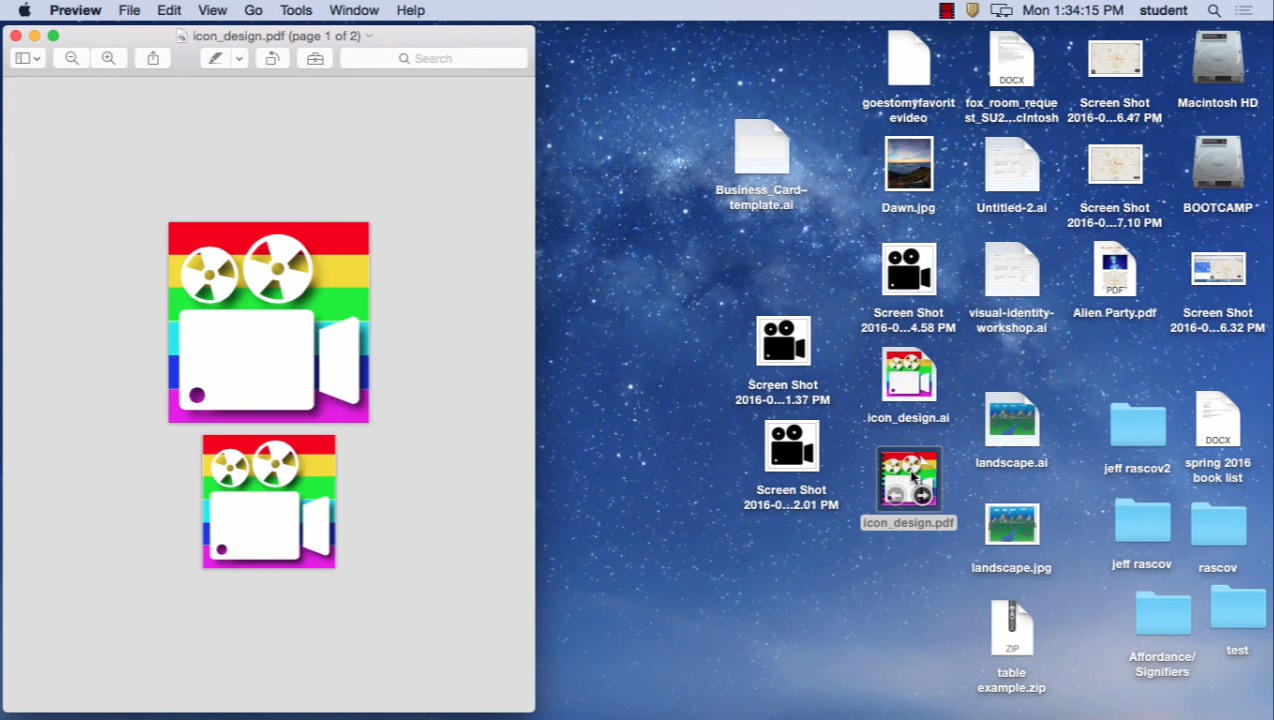 Preview File Edit View Go Tools Window Help
Mon 1:34:15 PM student
icon_design.pdf (page 1 of 2)
Search
goestomyfavorit
evideo
fox_room_reque
st_SU2...cIntosh
DOCX
Screen Shot
2016-0...6.47 PM
Macintosh HD
Business_Card-
template.ai
Dawn.jpg
Untitled-2.ai
Screen Shot
2016-0...7.10 PM
BOOTCAMP
Screen Shot
2016-0...4.58 PM
visual-identity-
workshop.ai
PDF
Alien Party.pdf
Screen Shot
2016-0...6.32 PM
Screen Shot
2016-0...1.37 PM
icon_design.ai
landscape.ai
jeff rascov2
DOCX
spring 2016
book list
Screen Shot
2016-0...2.01 PM
icon_design.pdf
landscape.jpg
jeff rascov
rascov
ZIP
table
example.zip
Affordance/
Signifiers
test